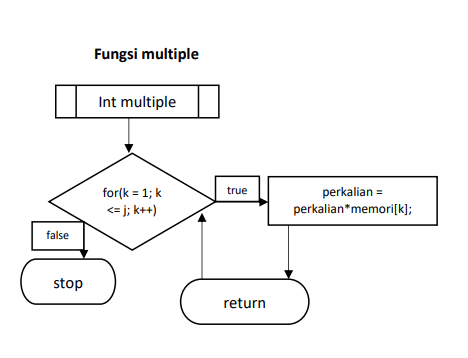 Fungsi multiple
Int multiple
for(k = 1; k
<= j; k++)
true
perkalian =
perkalian*memori[k];
false
stop
return